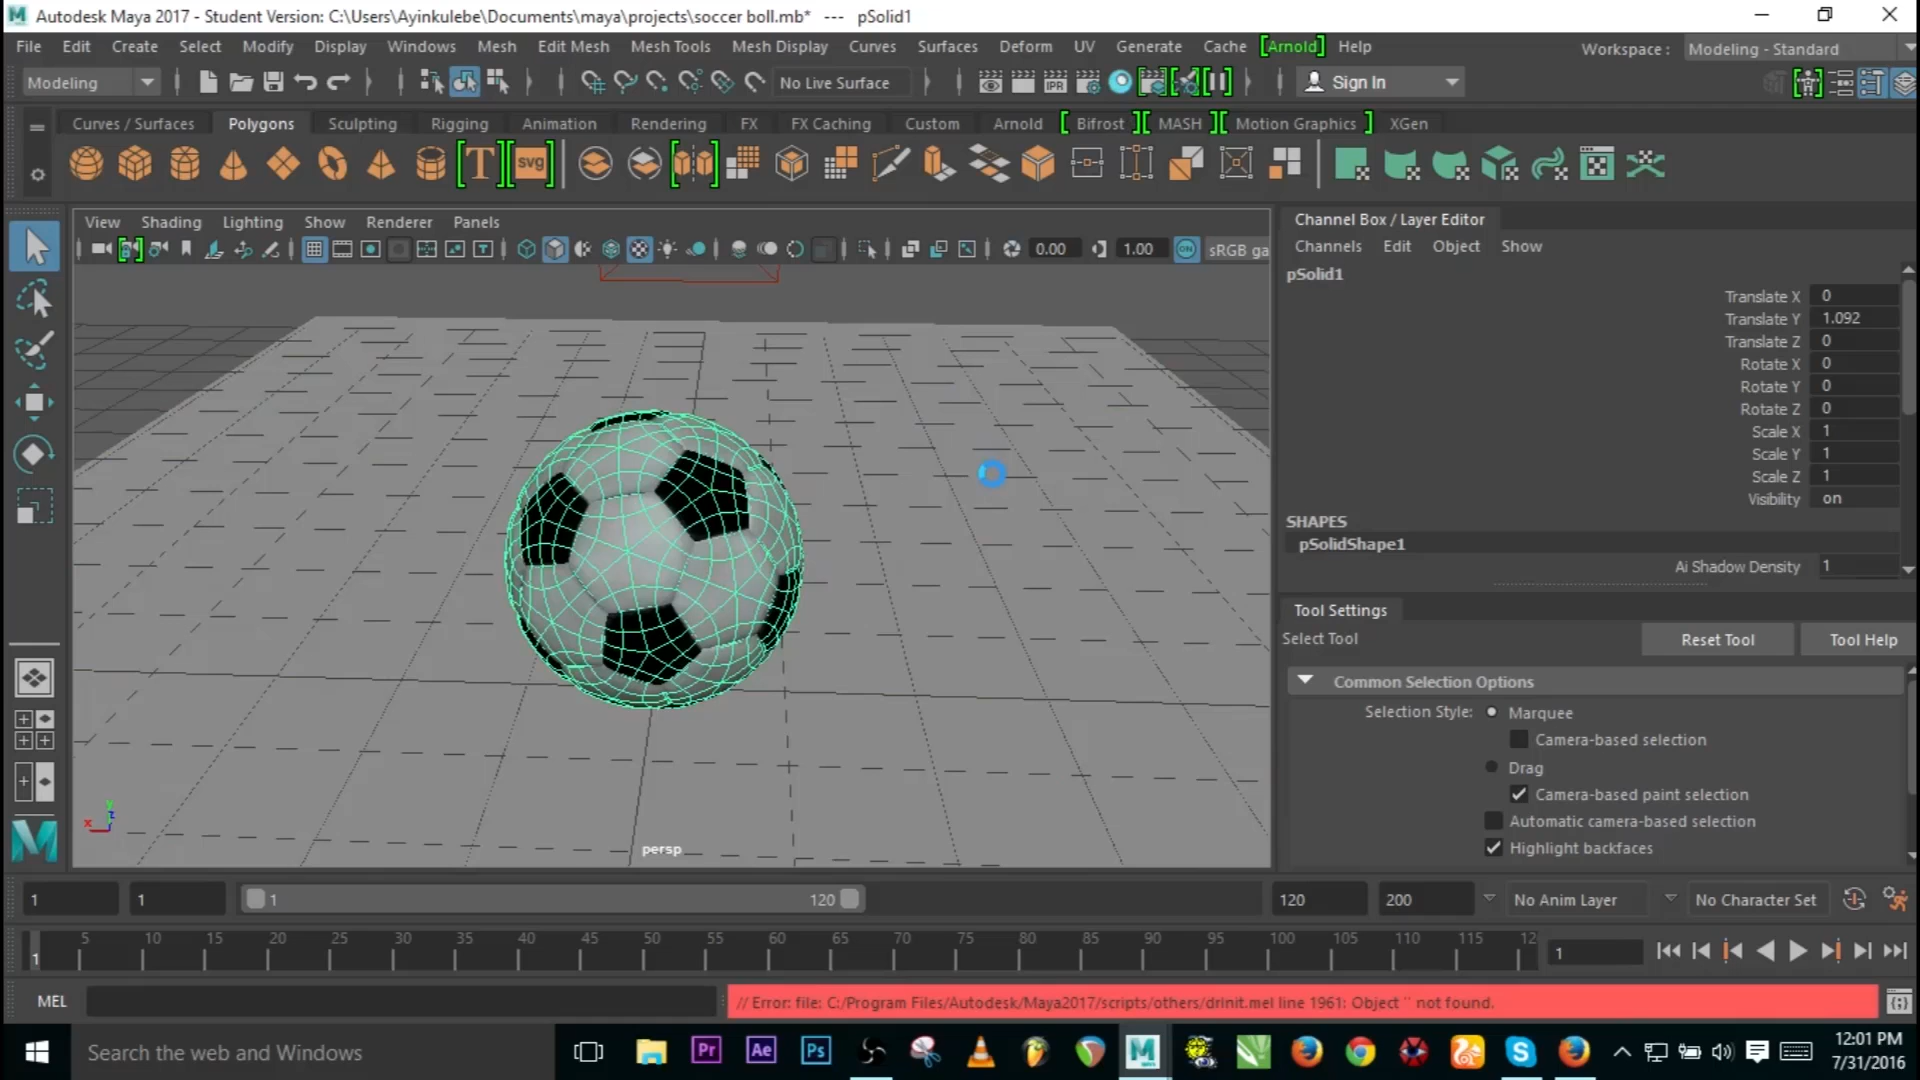 Autodesk Maya 2017 - Student Version: C:\Users\Ayinkulebe\Documents\maya\projects\soccer boll.mb* --- pSolid1
File Edit Create Select Modify Display Windows Mesh Edit Mesh Mesh Tools Mesh Display Curves Surfaces Deform UV Generate Cache [Arnold] Help Workspace : Modeling - Standard
Modeling No Live Surface IPR Sign In
Curves / Surfaces Polygons Sculpting Rigging Animation Rendering FX FX Caching Custom Arnold [ Bifrost ][ MASH ][ Motion Graphics ] XGen
T svg
View Shading Lighting Show Renderer Panels
0.00 1.00 ON sRGB ga
Channel Box / Layer Editor
Channels Edit Object Show
pSolid1
Translate X 0
Translate Y 1.092
Translate Z 0
Rotate X 0
Rotate Y 0
Rotate Z 0
Scale X 1
Scale Y 1
Scale Z 1
Visibility on
SHAPES
pSolidShape1
Ai Shadow Density 1
Tool Settings
Select Tool Reset Tool Tool Help
Common Selection Options
Selection Style: Marquee
Camera-based selection
Drag
Camera-based paint selection
Automatic camera-based selection
Highlight backfaces
y
z
x
persp
1 1 1 120 120 200 No Anim Layer No Character Set
5 10 15 20 25 30 35 40 45 50 55 60 65 70 75 80 85 90 95 100 105 110 115 12
1 1
MEL // Error: file: C:/Program Files/Autodesk/Maya2017/scripts/others/drinit.mel line 1961: Object '' not found.
Search the web and Windows Pr Ae Ps M S
12:01 PM
7/31/2016